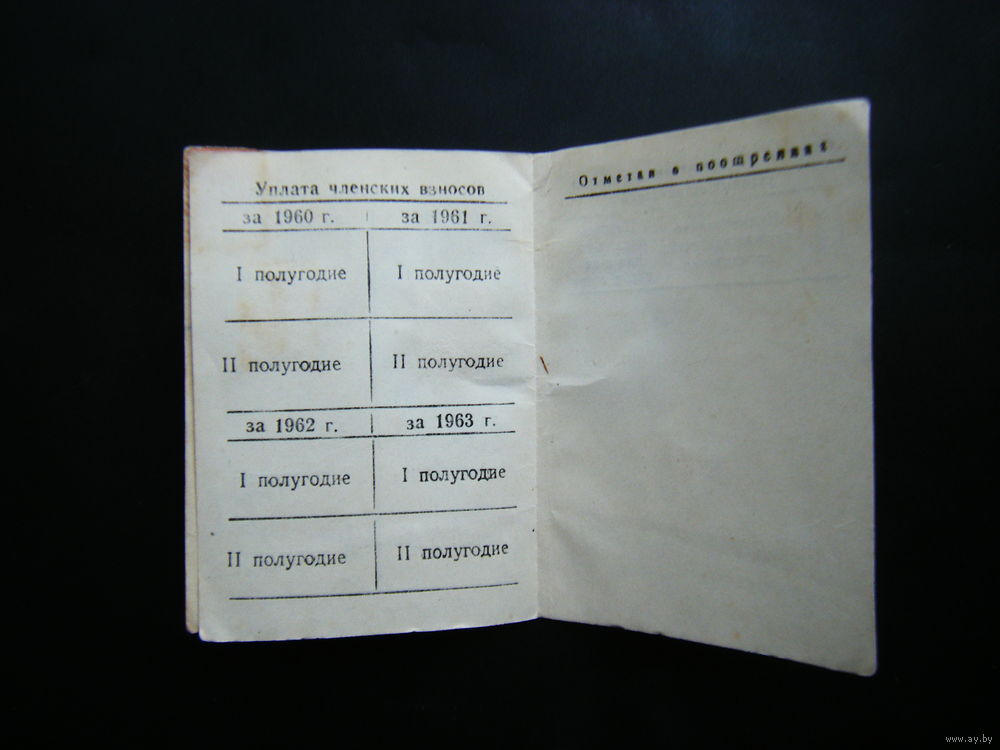 Уплата членских взносов
за 1960 г. за 1961 г.
I полугодие I полугодие
II полугодие II полугодие
за 1962 г. за 1963 г.
I полугодие I полугодие
II полугодие II полугодие
Отметки о поощрениях
www.ay.by